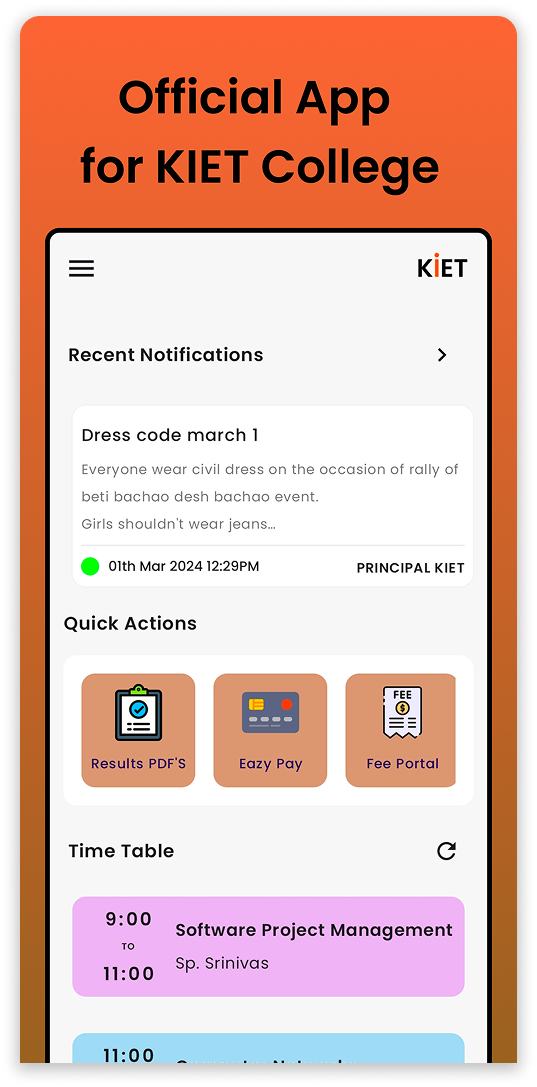 Official App
for KIET College
KiET
Recent Notifications
Dress code march 1
Everyone wear civil dress on the occasion of rally of
beti bachao desh bachao event.
Girls shouldn't wear jeans…
01th Mar 2024 12:29PM
PRINCIPAL KIET
Quick Actions
FEE
Results PDF'S
Eazy Pay
Fee Portal
Time Table
9:00
TO
11:00
Software Project Management
Sp. Srinivas
11:00